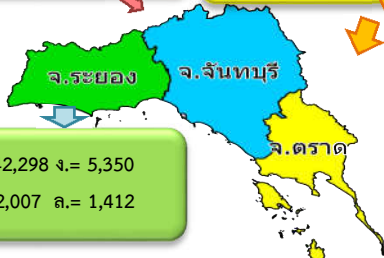 จ.ระยอง
จ.จันทบุรี
จ.ตราด
2,298 ง.= 5,350
2,007 ล.= 1,412